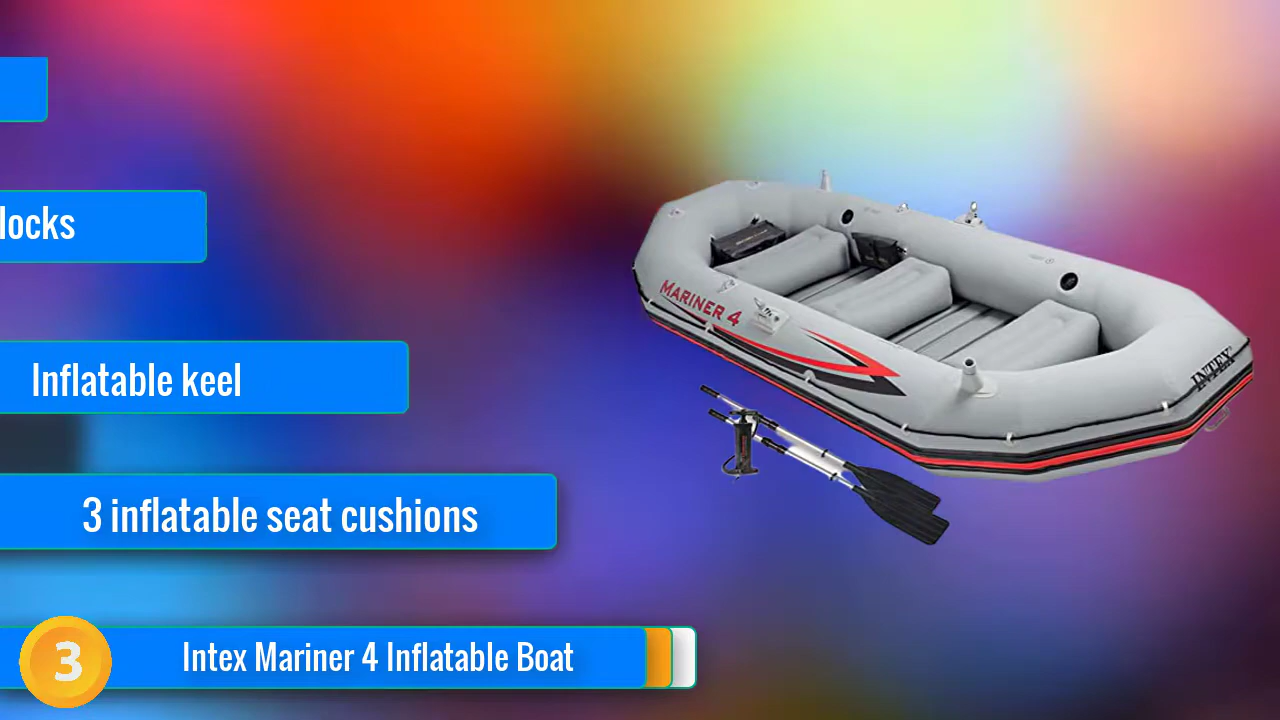 locks
Inflatable keel
3 inflatable seat cushions
3
Intex Mariner 4 Inflatable Boat
MARINER 4
INTEX